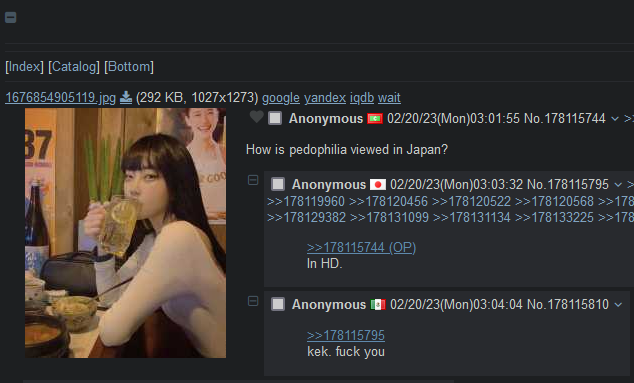 [Index] [Catalog] [Bottom]
1676854905119.jpg (292 KB, 1027x1273) google yandex iqdb wait
Anonymous 02/20/23(Mon)03:01:55 No.178115744 >>
How is pedophilia viewed in Japan?
Anonymous 02/20/23(Mon)03:03:32 No.178115795 >
>>178119960 >>178120456 >>178120522 >>178120568 >>178
>>178129382 >>178131099 >>178131134 >>178133225 >>178
>>178115744 (OP)
In HD.
Anonymous 02/20/23(Mon)03:04:04 No.178115810
>>178115795
kek. fuck you
37
GOO